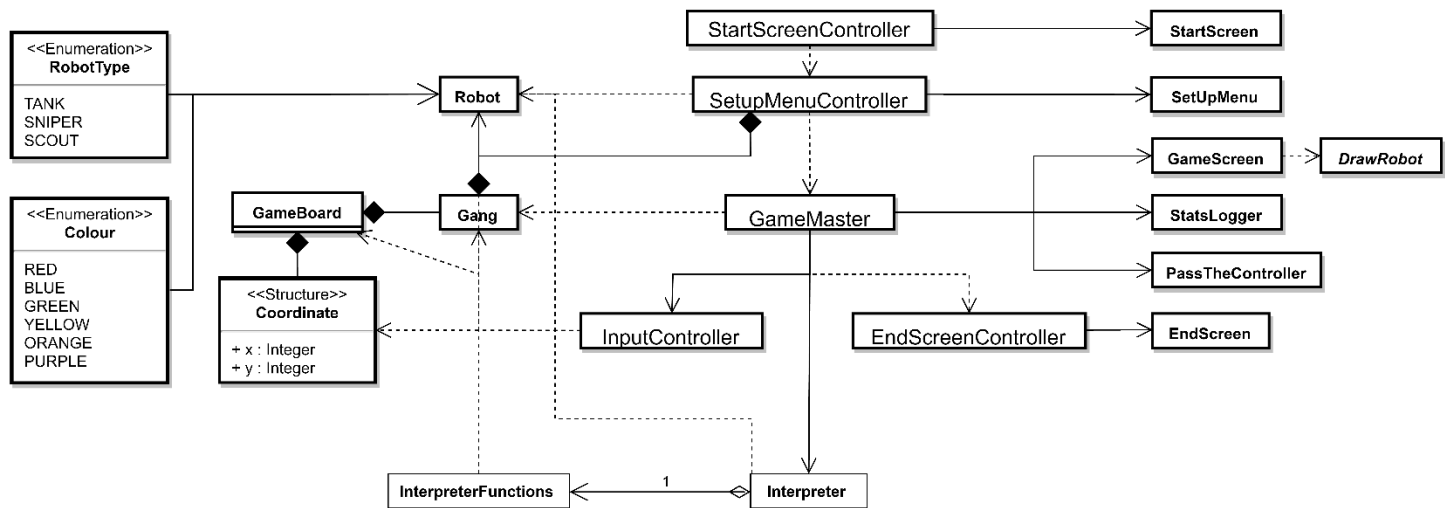 <<Enumeration>>
RobotType
TANK
SNIPER
SCOUT
<<Enumeration>>
Colour
RED
BLUE
GREEN
YELLOW
ORANGE
PURPLE
Robot
GameBoard
Gang
<<Structure>>
Coordinate
+ x : Integer
+ y : Integer
StartScreenController
StartScreen
SetupMenuController
SetUpMenu
GameScreen
DrawRobot
GameMaster
StatsLogger
PassTheController
InputController
EndScreenController
EndScreen
InterpreterFunctions
1
Interpreter